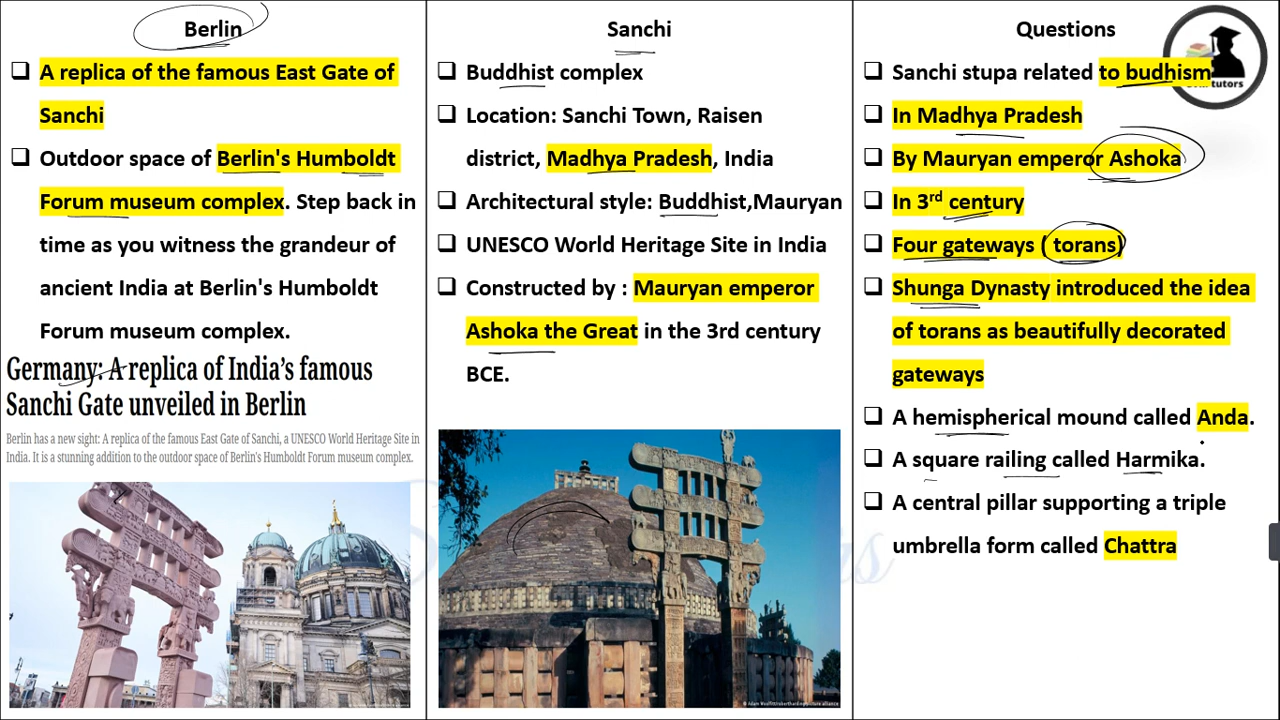 Berlin
A replica of the famous East Gate of
Sanchi
Outdoor space of Berlin's Humboldt
Forum museum complex. Step back in
time as you witness the grandeur of
ancient India at Berlin's Humboldt
Forum museum complex.
Germany: A replica of India's famous
Sanchi Gate unveiled in Berlin
Berlin has a new sight: A replica of the famous East Gate of Sanchi, a UNESCO World Heritage Site in
India. It is a stunning addition to the outdoor space of Berlin's Humboldt Forum museum complex.
Sanchi
Buddhist complex
Location: Sanchi Town, Raisen
district, Madhya Pradesh, India
Architectural style: Buddhist,Mauryan
UNESCO World Heritage Site in India
Constructed by : Mauryan emperor
Ashoka the Great in the 3rd century
BCE.
Questions
Sanchi stupa related to budhism
In Madhya Pradesh
By Mauryan emperor Ashoka
In 3rd century
Four gateways ( torans)
Shunga Dynasty introduced the idea
of torans as beautifully decorated
gateways
A hemispherical mound called Anda.
A square railing called Harmika.
A central pillar supporting a triple
umbrella form called Chattra
tutors